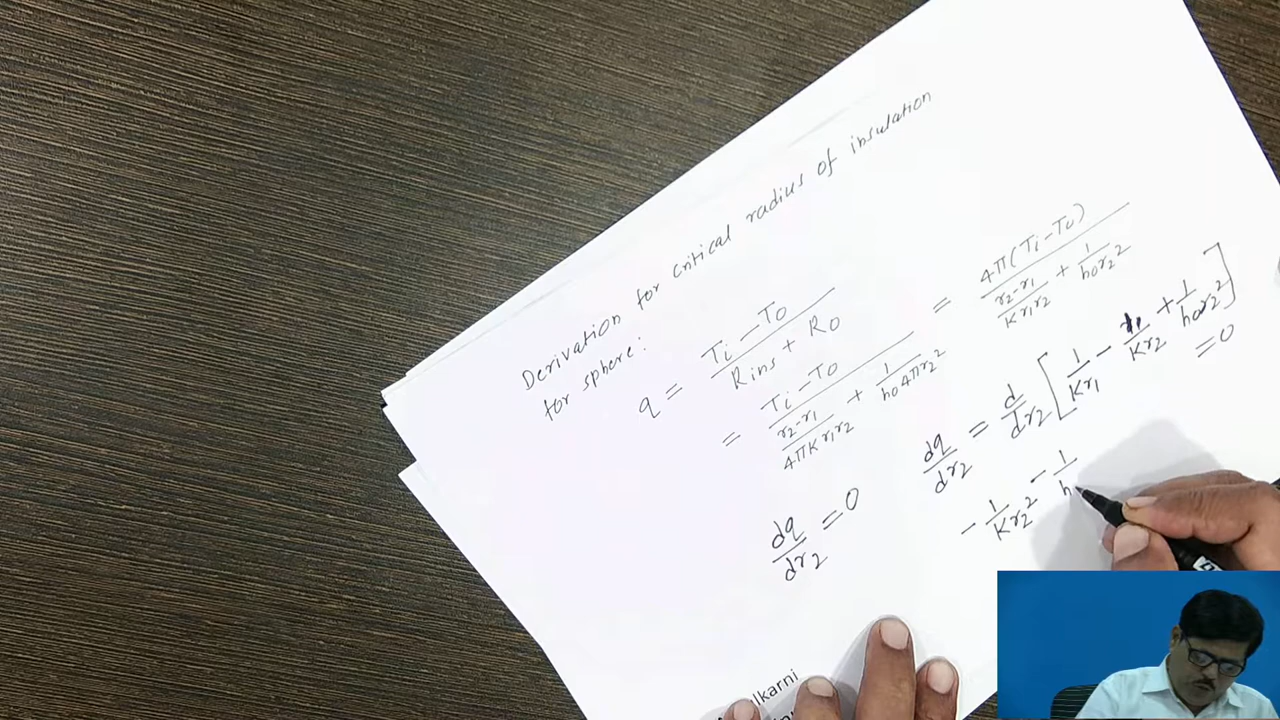 Derivation for critical radius of insulation
for sphere:
q = (Ti - To) / (Rins + Ro) = 4π(Ti - To) / ((r2-r1)/(Kr1r2) + 1/(hor2²))
= (Ti - To) / ((r2-r1)/(4πKr1r2) + 1/(ho4πr2²))
dq/dr2 = 0
dq/dr2 = d/dr2 [1/(Kr1) - 1/(Kr2) + 1/(hor2²)]
= 0
- 1/(Kr2²) - 1/h
lkarni